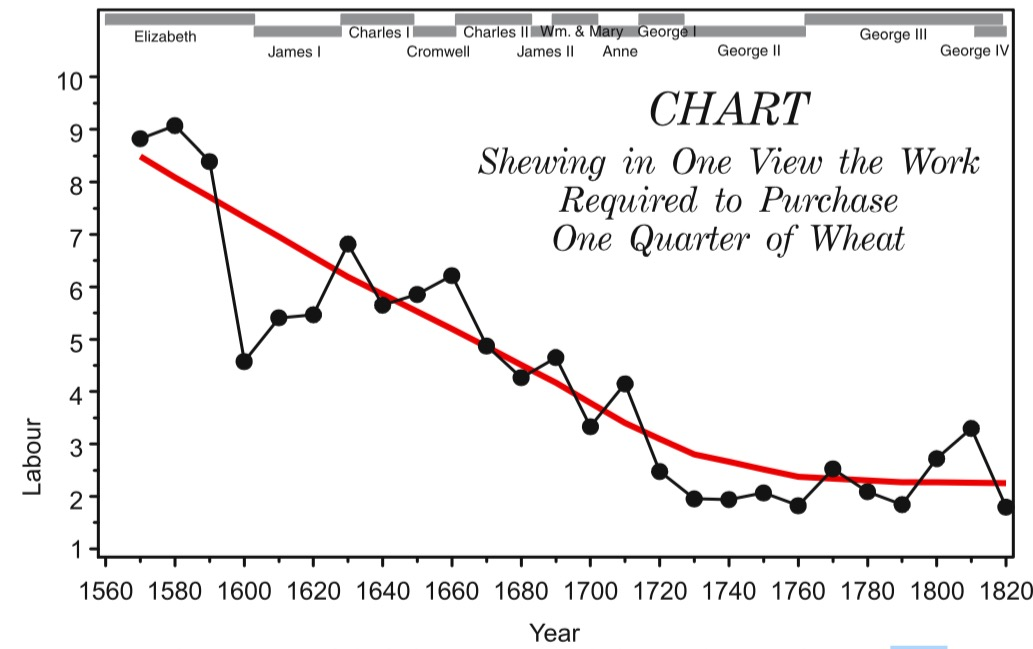 Elizabeth
Charles I
Charles II
Wm. & Mary
George I
George III
James I
Cromwell
James II
Anne
George II
George IV
CHART
Shewing in One View the Work
Required to Purchase
One Quarter of Wheat
10
9
8
7
6
5
4
3
2
1
Labour
1560 1580 1600 1620 1640 1660 1680 1700 1720 1740 1760 1780 1800 1820
Year